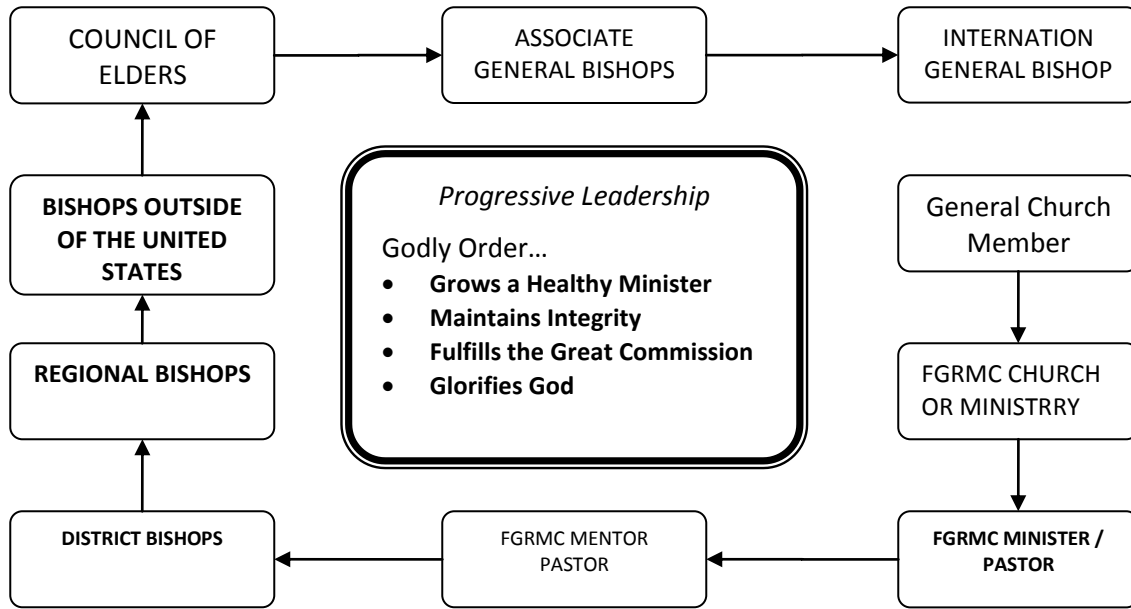 COUNCIL OF
ELDERS
ASSOCIATE
GENERAL BISHOPS
INTERNATION
GENERAL BISHOP
BISHOPS OUTSIDE
OF THE UNITED
STATES
Progressive Leadership
Godly Order…
• Grows a Healthy Minister
• Maintains Integrity
• Fulfills the Great Commission
• Glorifies God
General Church
Member
REGIONAL BISHOPS
FGRMC CHURCH
OR MINISTRRY
DISTRICT BISHOPS
FGRMC MENTOR
PASTOR
FGRMC MINISTER /
PASTOR